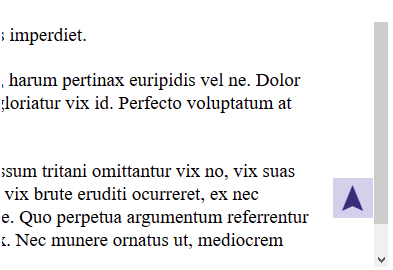 imperdiet.
, harum pertinax euripidis vel ne. Dolor
gloriatur vix id. Perfecto voluptatum at
ssum tritani omittantur vix no, vix suas
vix brute eruditi ocurreret, ex nec
e. Quo perpetua argumentum referrentur
. Nec munere ornatus ut, mediocrem